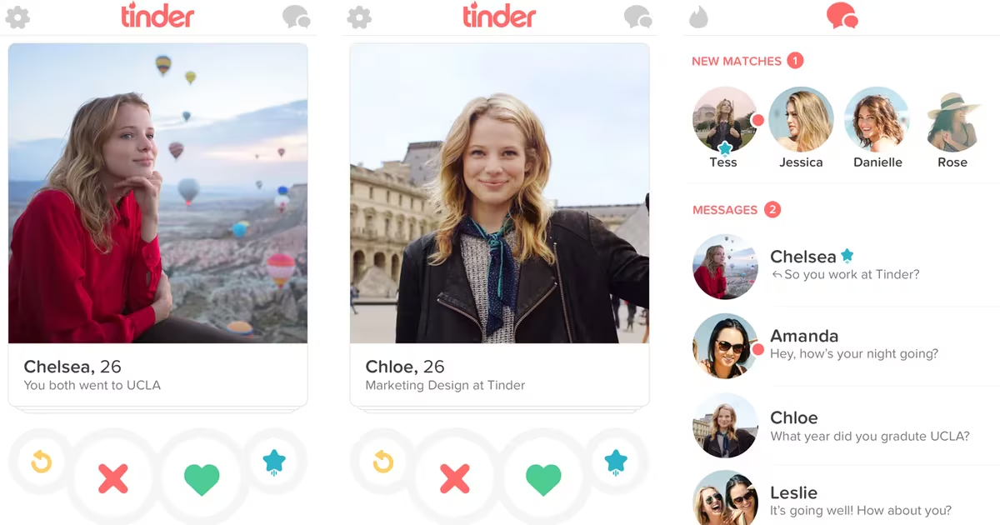 tinder
Chelsea, 26
You both went to UCLA
tinder
Chloe, 26
Marketing Design at Tinder
NEW MATCHES 1
Tess
Jessica
Danielle
Rose
MESSAGES 2
Chelsea
So you work at Tinder?
Amanda
Hey, how's your night going?
Chloe
What year did you gradute UCLA?
Leslie
It's going well! How about you?